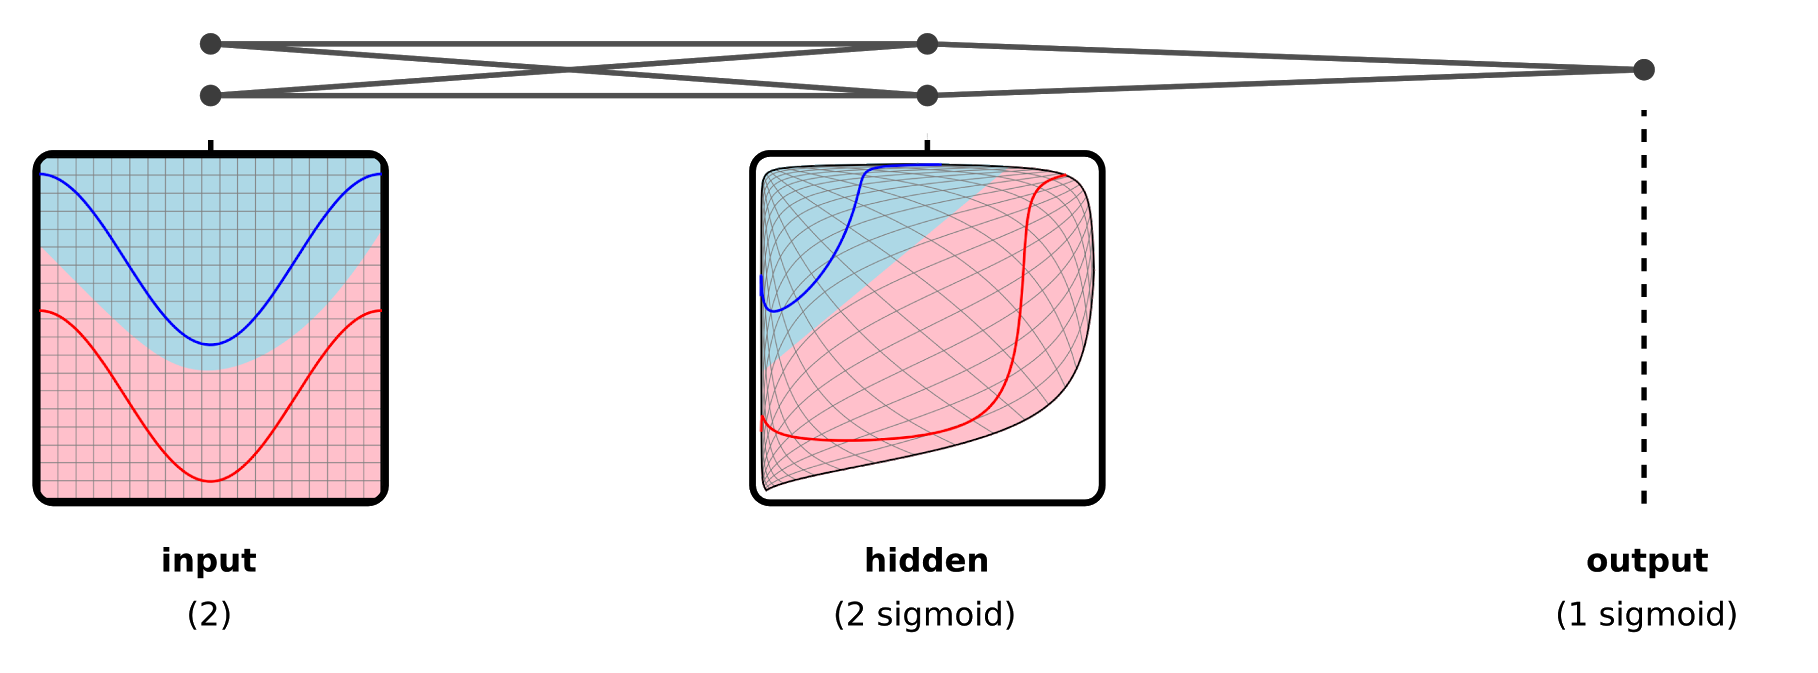 input
(2)
hidden
(2 sigmoid)
output
(1 sigmoid)